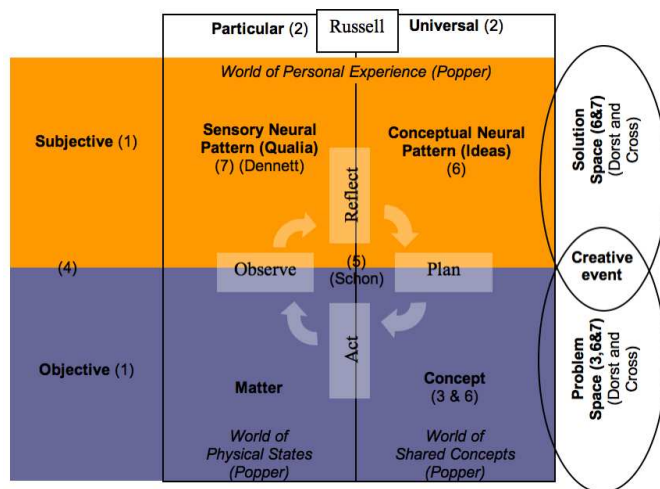 Particular (2)
Russell
Universal (2)
World of Personal Experience (Popper)
Subjective (1)
Sensory Neural
Pattern (Qualia)
(7) (Dennett)
Conceptual Neural
Pattern (Ideas)
(6)
Solution
Space (6&7)
(Dorst and
Cross)
Reflect
(4)
Observe
(5)
(Schon)
Plan
Creative
event
Act
Objective (1)
Matter
Concept
(3 & 6)
Problem
Space (3,6&7)
(Dorst and
Cross)
World of
Physical States
(Popper)
World of
Shared Concepts
(Popper)